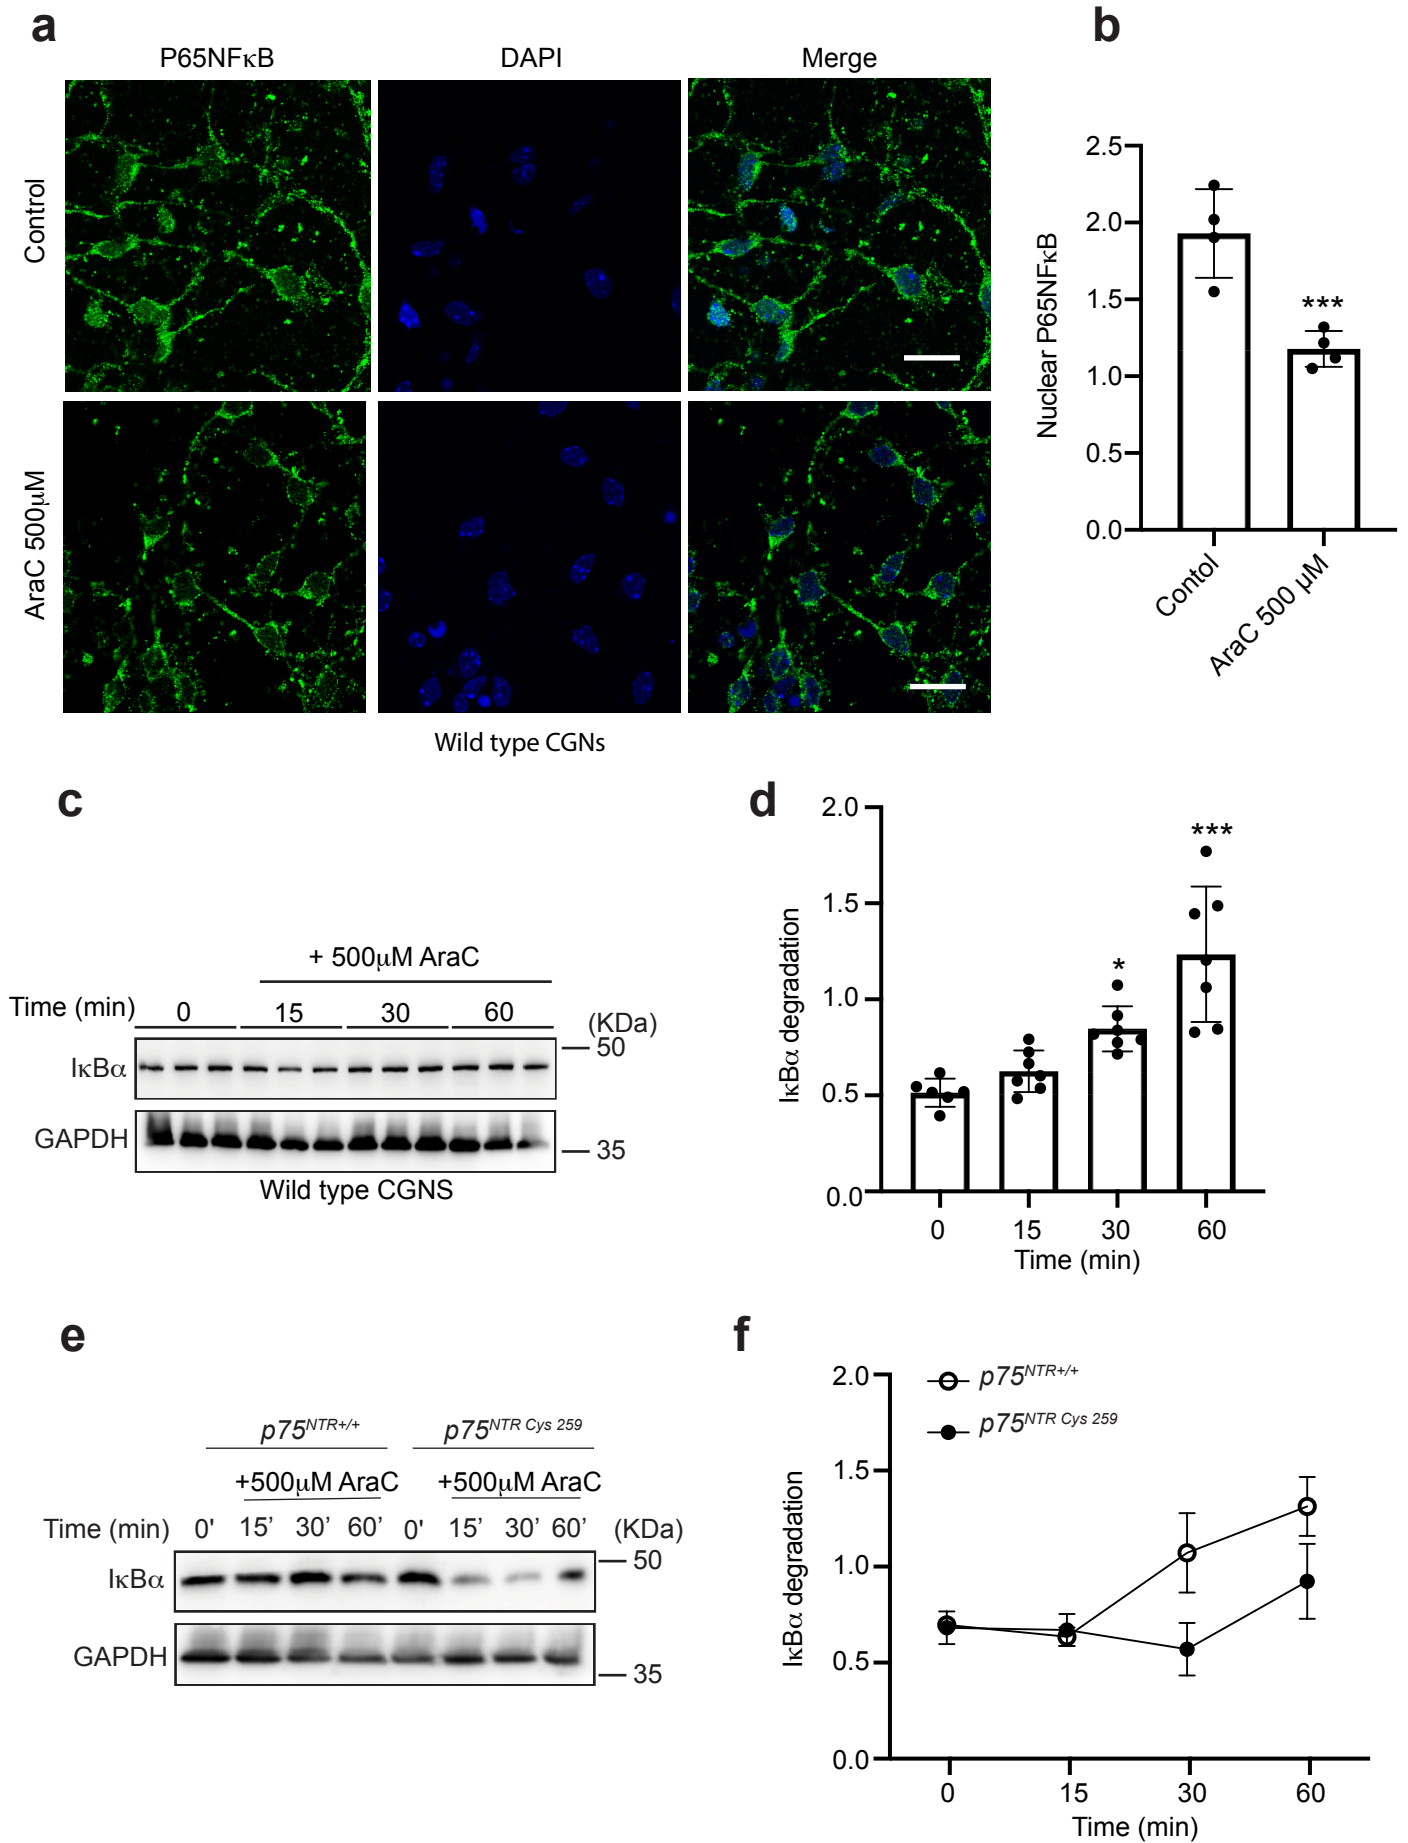 a
P65NFκB DAPI Merge
Control
AraC 500μM
Wild type CGNs
b
Nuclear P65NFκB
2.5
2.0
1.5
1.0
0.5
0.0
***
Contol
AraC 500 μM
c
+ 500μM AraC
Time (min) 0 15 30 60 (KDa)
IκBα
50
GAPDH
35
Wild type CGNS
d
IκBα degradation
2.0
1.5
1.0
0.5
0.0
*
***
0 15 30 60
Time (min)
e
p75NTR+/+ p75NTR Cys 259
+500μM AraC +500μM AraC
Time (min) 0' 15' 30' 60' 0' 15' 30' 60' (KDa)
IκBα
50
GAPDH
35
f
p75NTR+/+
p75NTR Cys 259
IκBα degradation
2.0
1.5
1.0
0.5
0.0
0 15 30 60
Time (min)